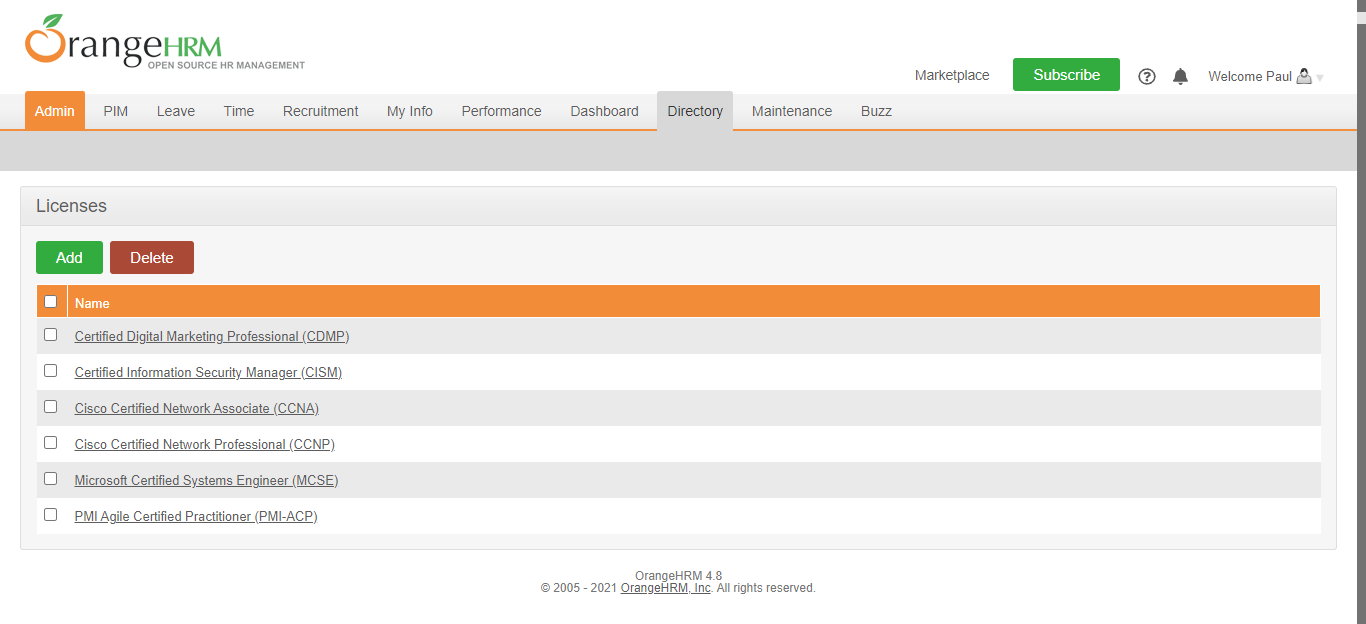 OrangeHRM
OPEN SOURCE HR MANAGEMENT
Marketplace Subscribe Welcome Paul
Admin PIM Leave Time Recruitment My Info Performance Dashboard Directory Maintenance Buzz
Licenses
Add Delete
Name
Certified Digital Marketing Professional (CDMP)
Certified Information Security Manager (CISM)
Cisco Certified Network Associate (CCNA)
Cisco Certified Network Professional (CCNP)
Microsoft Certified Systems Engineer (MCSE)
PMI Agile Certified Practitioner (PMI-ACP)
OrangeHRM 4.8
© 2005 - 2021 OrangeHRM, Inc. All rights reserved.